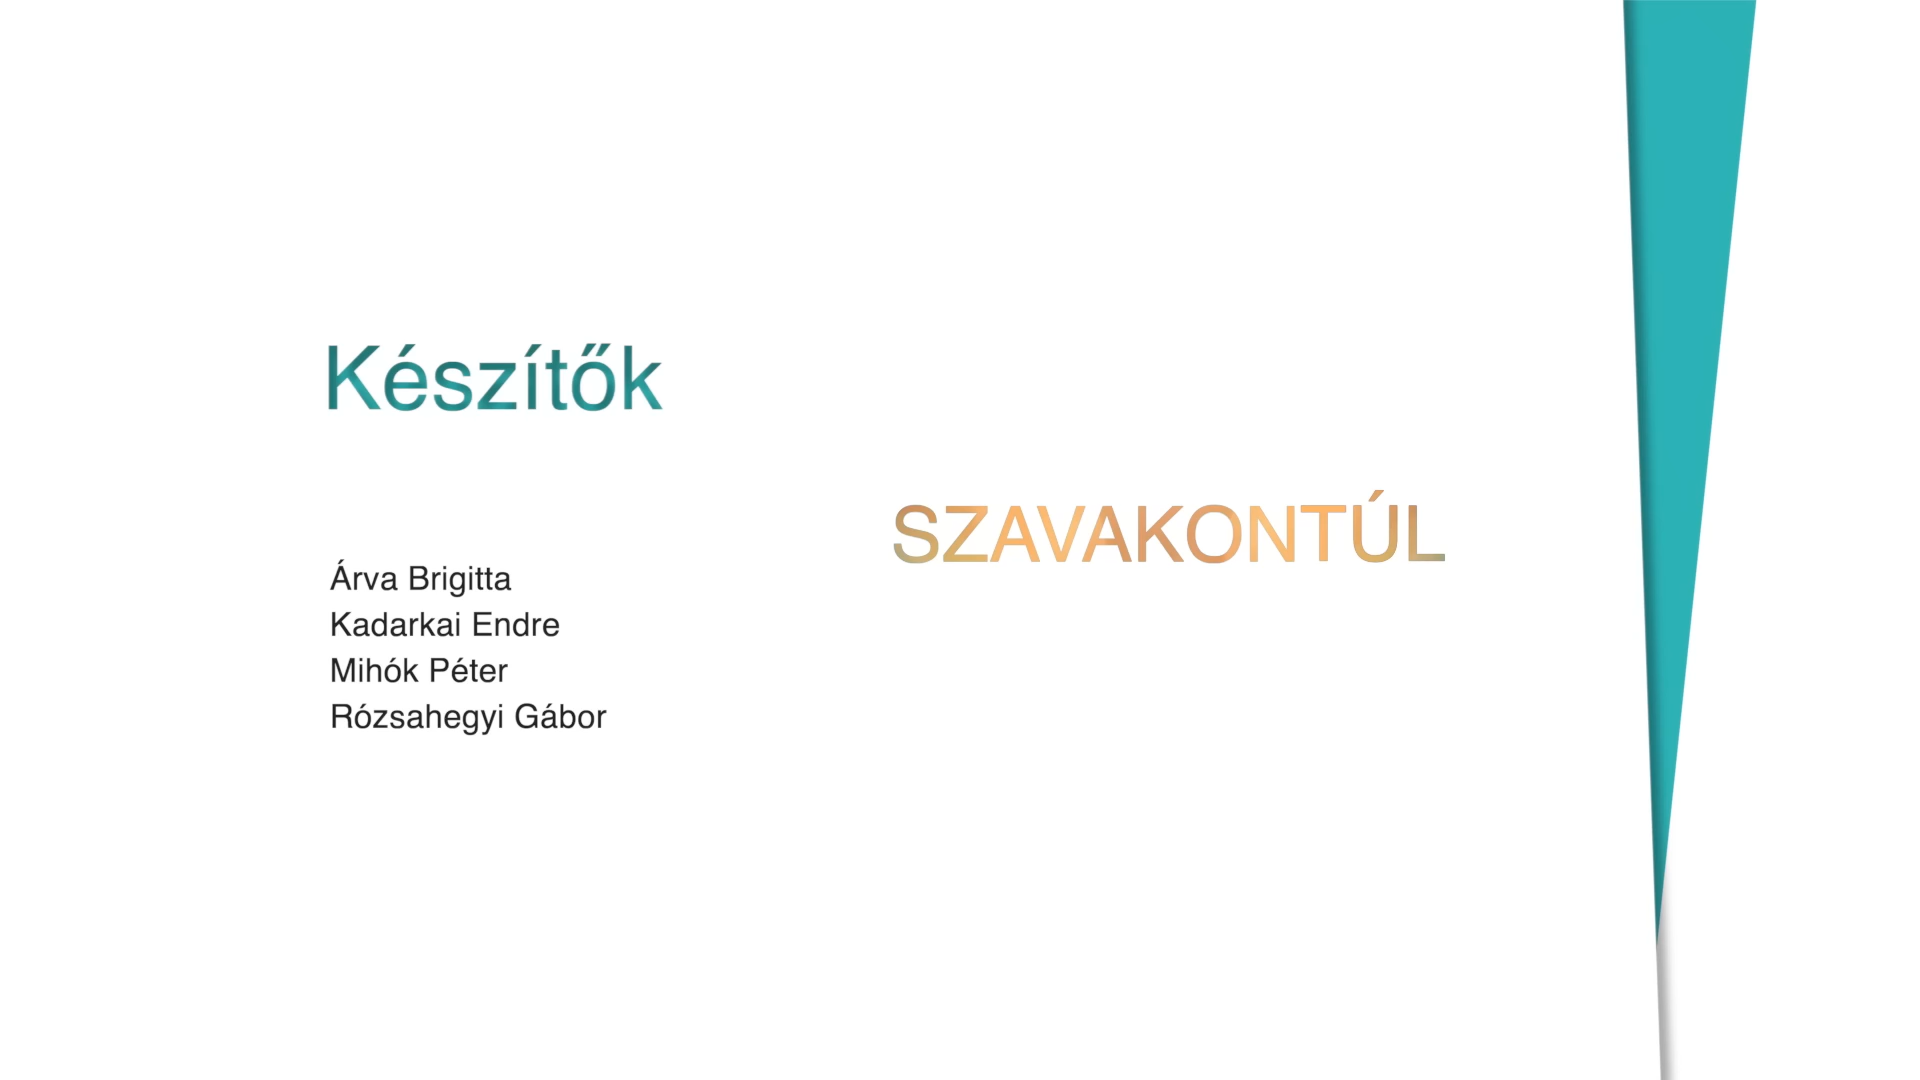 Készítők
SZAVAKONTÚL
Árva Brigitta
Kadarkai Endre
Mihók Péter
Rózsahegyi Gábor